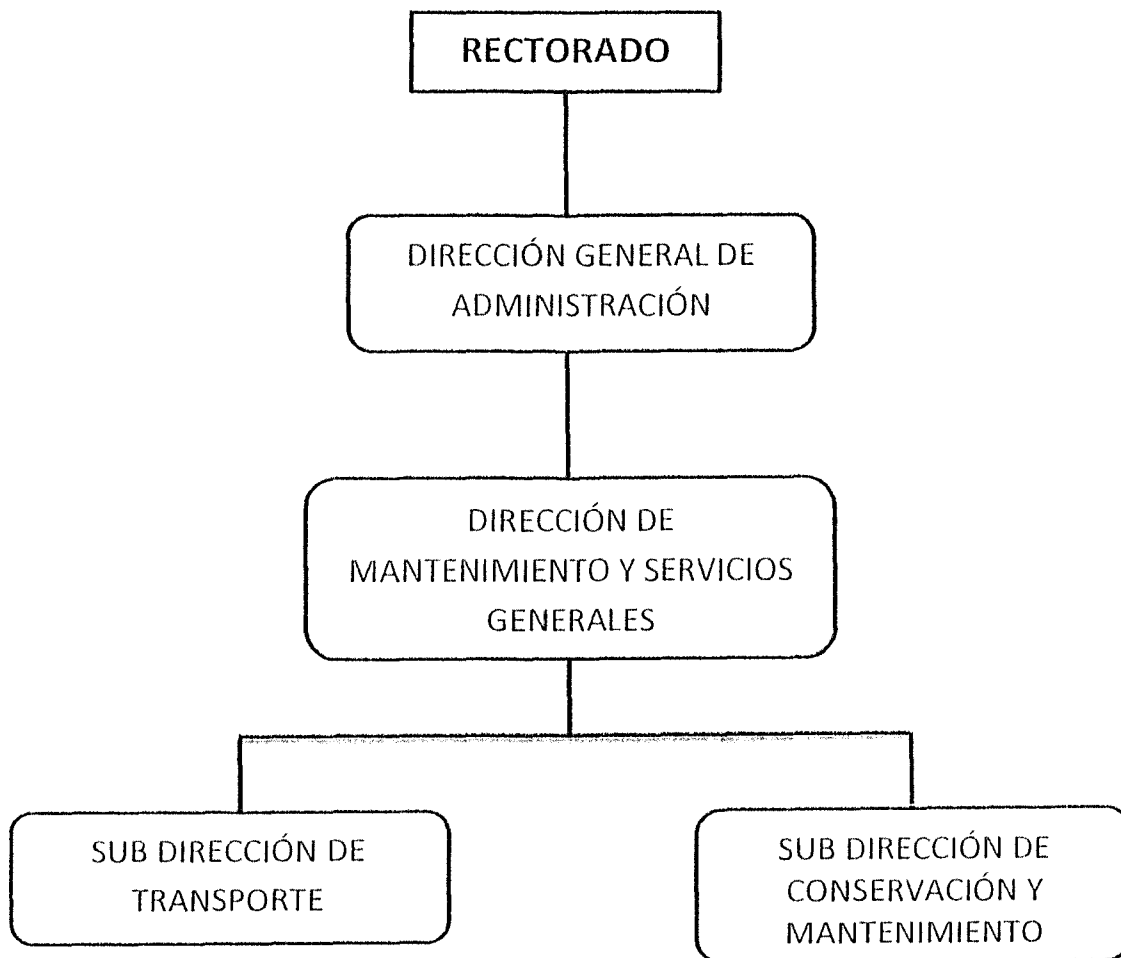 RECTORADO
DIRECCIÓN GENERAL DE
ADMINISTRACIÓN
DIRECCIÓN DE
MANTENIMIENTO Y SERVICIOS
GENERALES
SUB DIRECCIÓN DE
TRANSPORTE
SUB DIRECCIÓN DE
CONSERVACIÓN Y
MANTENIMIENTO